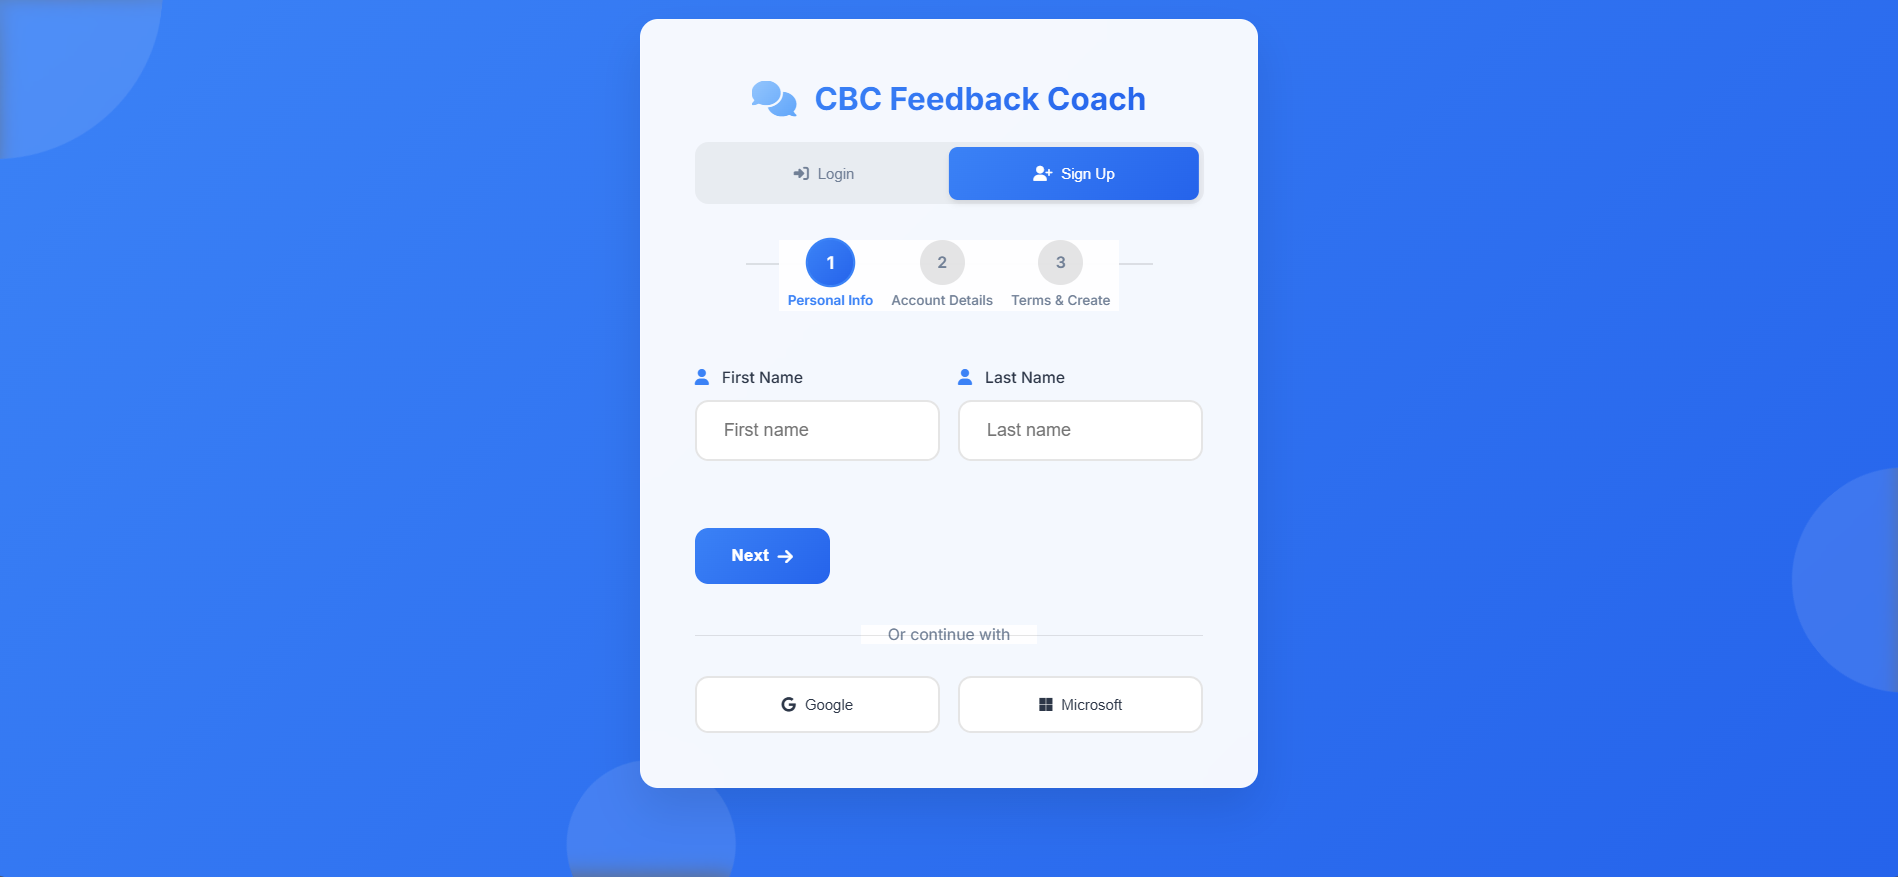 CBC Feedback Coach
Login
Sign Up
1
2
3
Personal Info
Account Details
Terms & Create
First Name
Last Name
First name
Last name
Next
Or continue with
Google
Microsoft